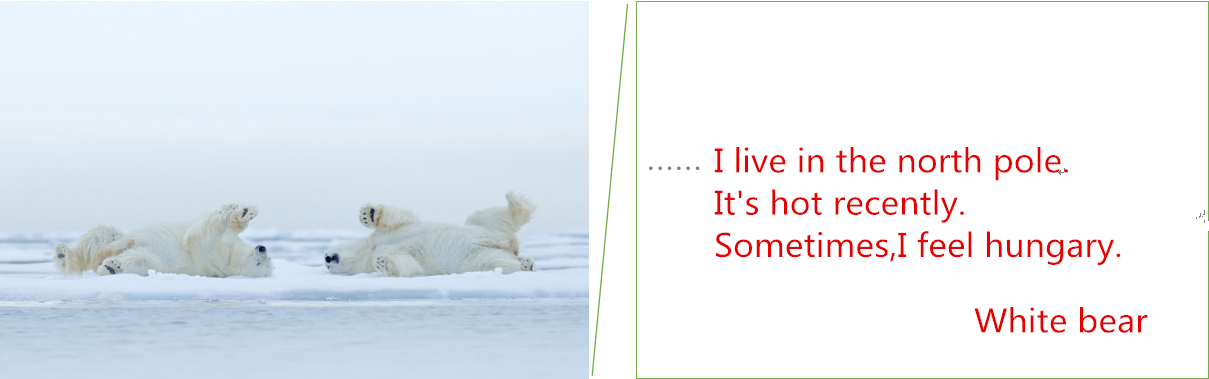 …… I live in the north pole.
It's hot recently.
Sometimes,I feel hungary.
White bear